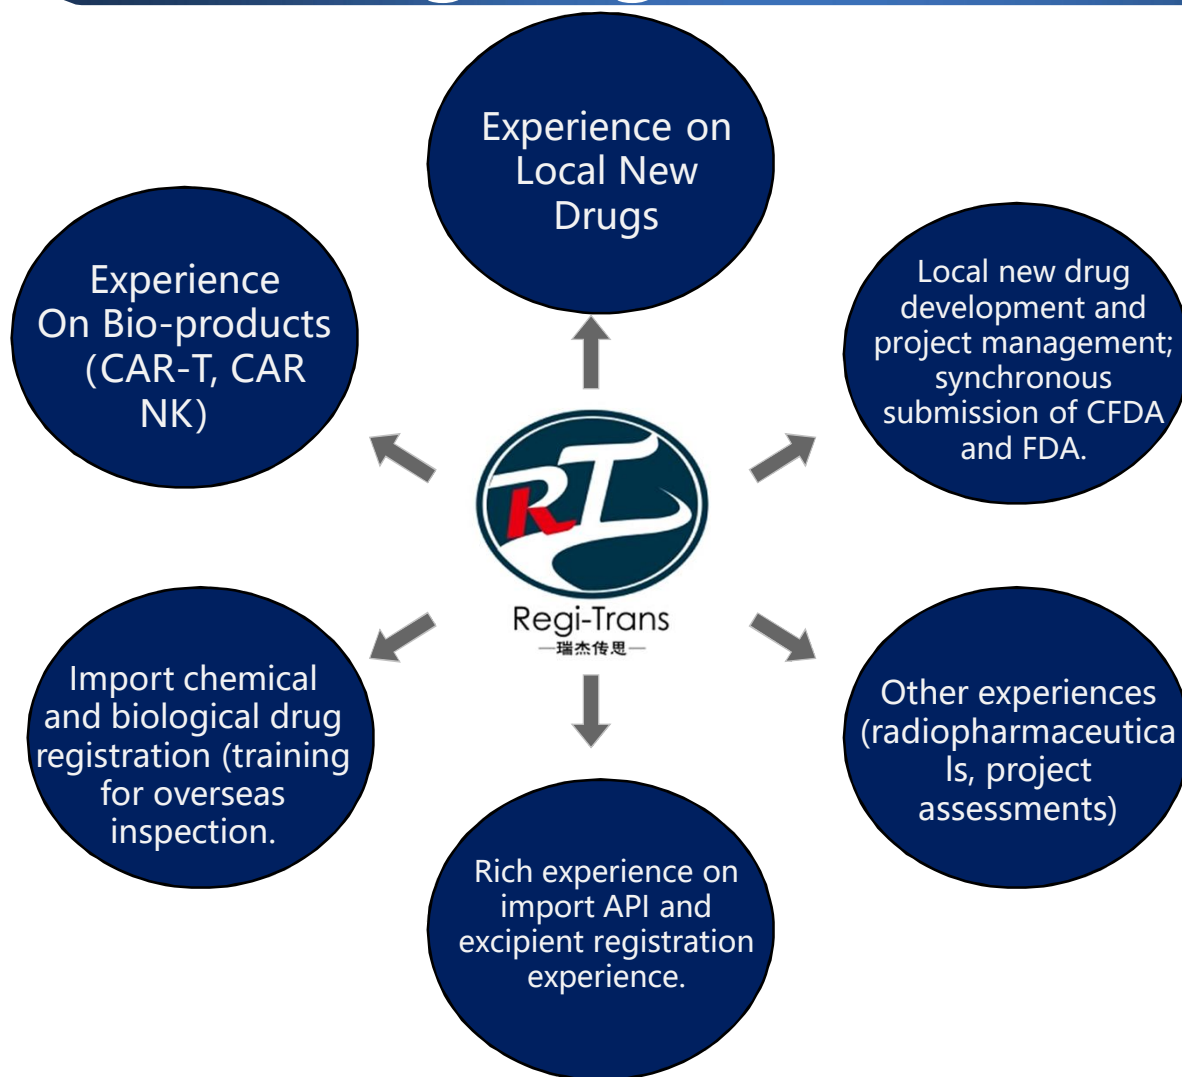 Experience on
Local New
Drugs
Experience
On Bio-products
(CAR-T, CAR
NK)
Local new drug
development and
project management;
synchronous
submission of CFDA
and FDA.
RT
Regi-Trans
—瑞杰传思—
Import chemical
and biological drug
registration (training
for overseas
inspection.
Other experiences
(radiopharmaceutica
ls, project
assessments)
Rich experience on
import API and
excipient registration
experience.